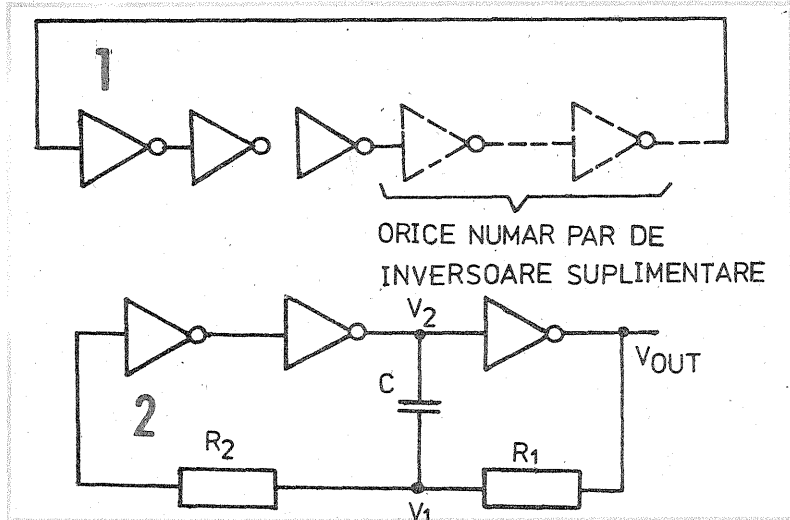 1
ORICE NUMAR PAR DE
INVERSOARE SUPLIMENTARE
V2
VOUT
C
2
R2
R1
V1